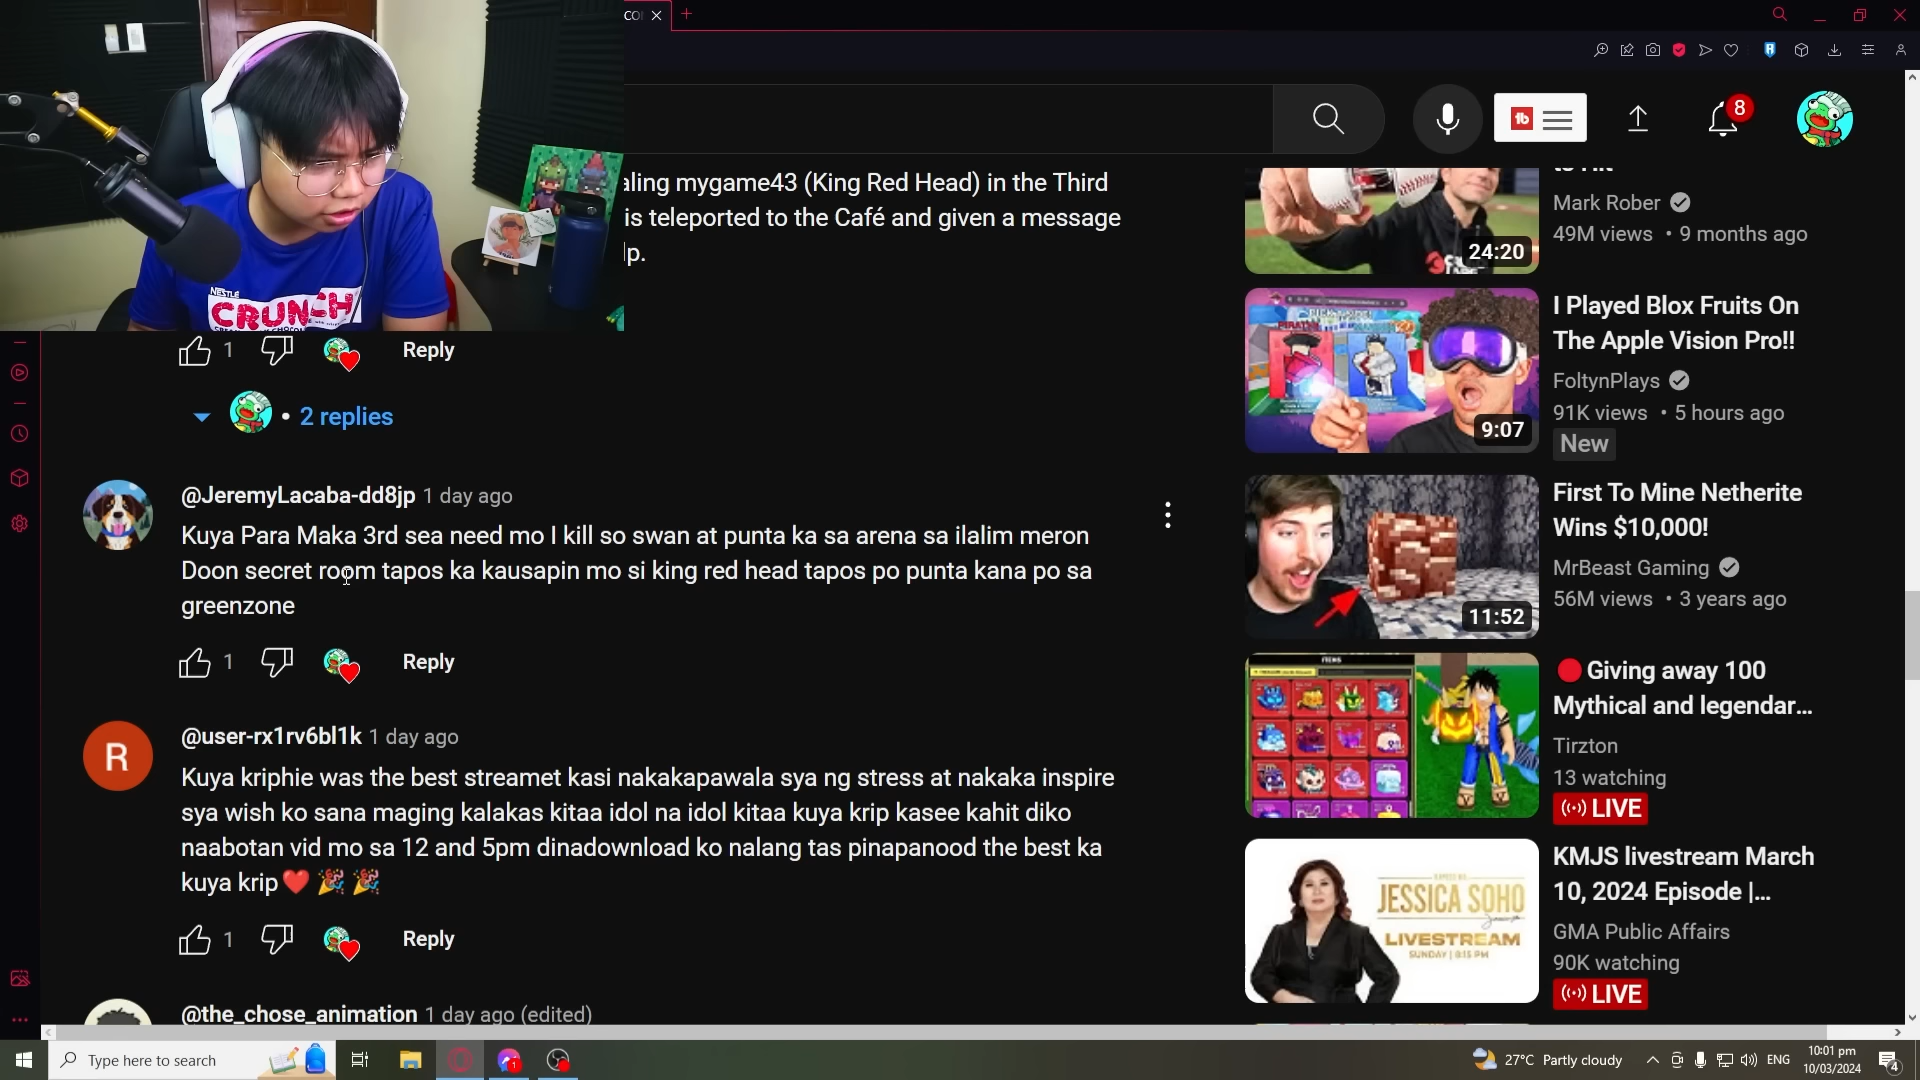 COI
8
aling mygame43 (King Red Head) in the Third
is teleported to the Café and given a message
lp.
NESTLÉ
CRUNCH
1 Reply
• 2 replies
@JeremyLacaba-dd8jp 1 day ago
Kuya Para Maka 3rd sea need mo I kill so swan at punta ka sa arena sa ilalim meron
Doon secret room tapos ka kausapin mo si king red head tapos po punta kana po sa
greenzone
1 Reply
R
@user-rx1rv6bl1k 1 day ago
Kuya kriphie was the best streamet kasi nakakapawala sya ng stress at nakaka inspire
sya wish ko sana maging kalakas kitaa idol na idol kitaa kuya krip kasee kahit diko
naabotan vid mo sa 12 and 5pm dinadownload ko nalang tas pinapanood the best ka
kuya krip❤️ 🎉 🎉
1 Reply
@the_chose_animation 1 day ago (edited)
24:20
Mark Rober
49M views • 9 months ago
9:07
I Played Blox Fruits On
The Apple Vision Pro!!
FoltynPlays
91K views • 5 hours ago
New
11:52
First To Mine Netherite
Wins $10,000!
MrBeast Gaming
56M views • 3 years ago
ITEMS
🔴Giving away 100
Mythical and legendar...
Tirzton
13 watching
LIVE
JESSICA SOHO
LIVESTREAM
SUNDAY | 8:15 PM
KMJS livestream March
10, 2024 Episode |...
GMA Public Affairs
90K watching
LIVE
Type here to search
1
27°C Partly cloudy
ENG
10:01 pm
10/03/2024
4